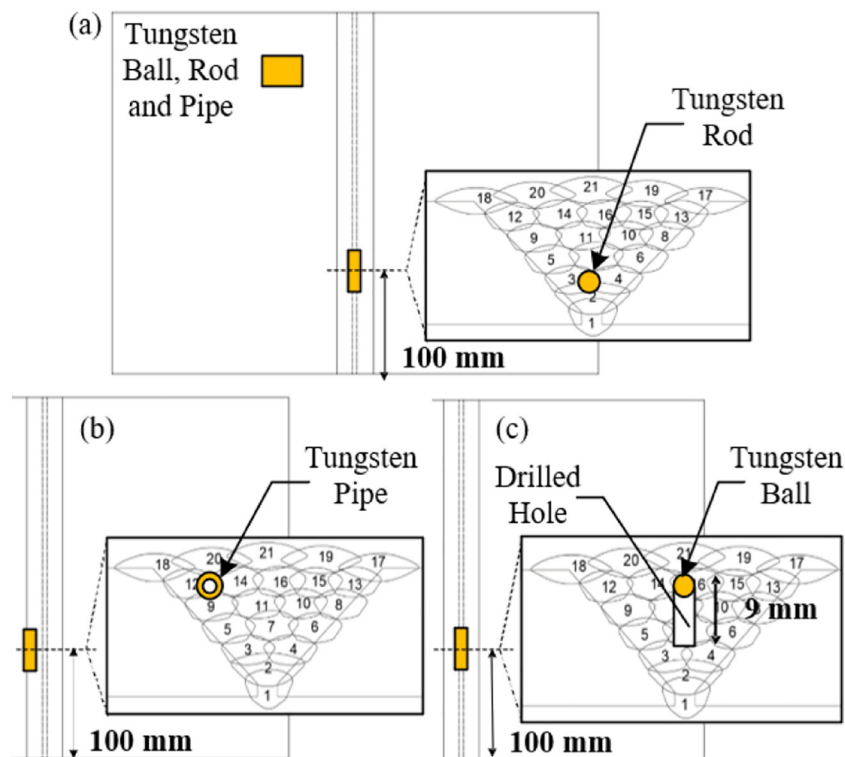 (a)
Tungsten
Ball, Rod
and Pipe
Tungsten
Rod
18 20 21 19 17
12 14 16 15 13
9 11 10 8
5 6
3 4
2
1
100 mm
(b)
Tungsten
Pipe
18 20 21 19 17
12 14 16 15 13
9 11 10 8
5 7 6
3 4
2
1
100 mm
(c)
Drilled
Hole
Tungsten
Ball
18 20 21 19 17
12 14 6 15 13
9 10
9 mm
5 6
3 4
2
1
100 mm